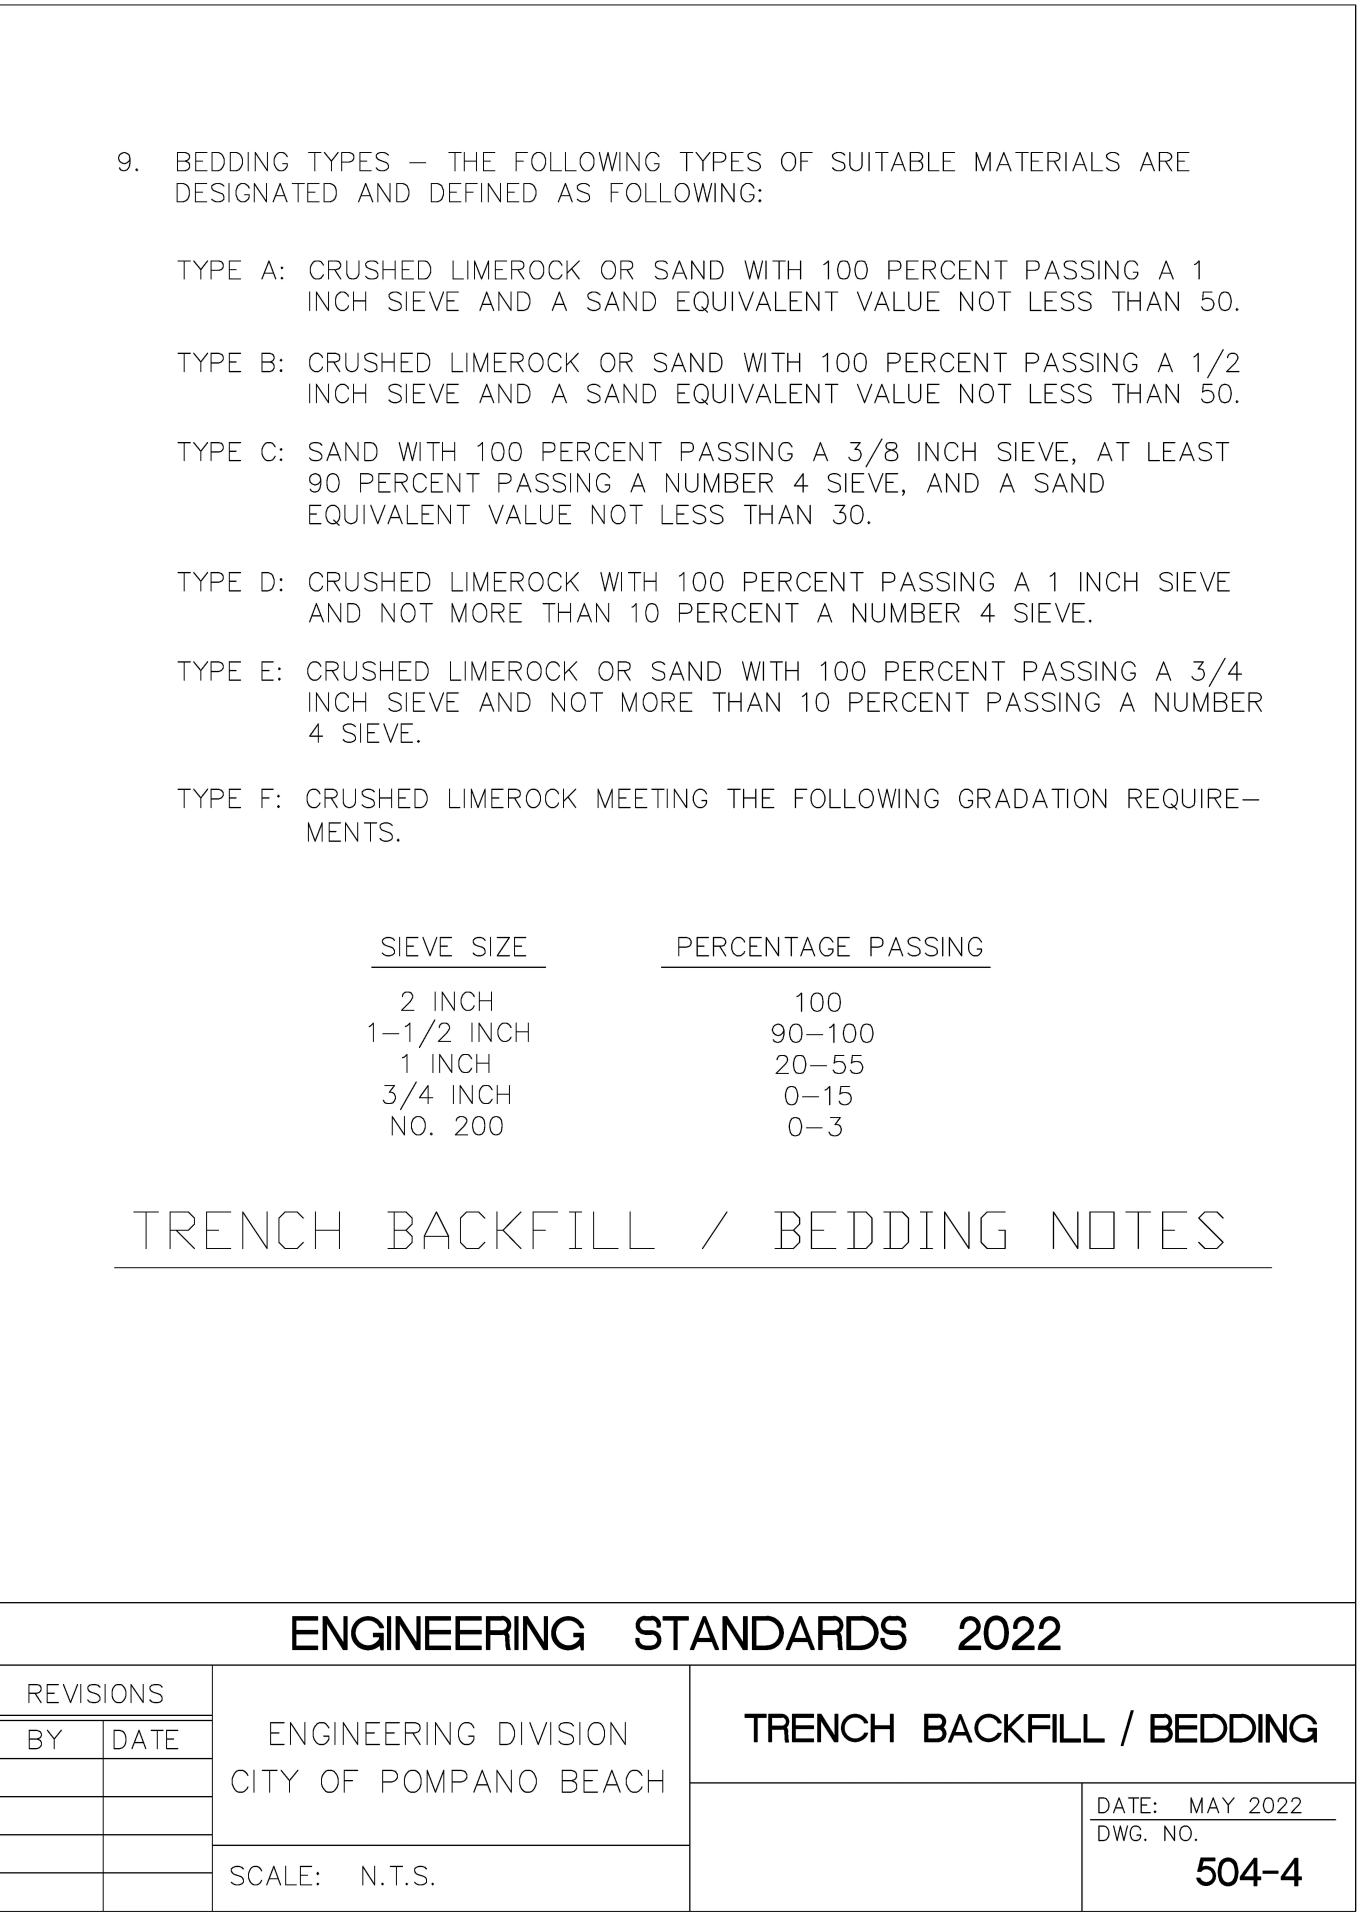 9. BEDDING TYPES – THE FOLLOWING TYPES OF SUITABLE MATERIALS ARE
DESIGNATED AND DEFINED AS FOLLOWING:
TYPE A: CRUSHED LIMEROCK OR SAND WITH 100 PERCENT PASSING A 1
INCH SIEVE AND A SAND EQUIVALENT VALUE NOT LESS THAN 50.
TYPE B: CRUSHED LIMEROCK OR SAND WITH 100 PERCENT PASSING A 1/2
INCH SIEVE AND A SAND EQUIVALENT VALUE NOT LESS THAN 50.
TYPE C: SAND WITH 100 PERCENT PASSING A 3/8 INCH SIEVE, AT LEAST
90 PERCENT PASSING A NUMBER 4 SIEVE, AND A SAND
EQUIVALENT VALUE NOT LESS THAN 30.
TYPE D: CRUSHED LIMEROCK WITH 100 PERCENT PASSING A 1 INCH SIEVE
AND NOT MORE THAN 10 PERCENT A NUMBER 4 SIEVE.
TYPE E: CRUSHED LIMEROCK OR SAND WITH 100 PERCENT PASSING A 3/4
INCH SIEVE AND NOT MORE THAN 10 PERCENT PASSING A NUMBER
4 SIEVE.
TYPE F: CRUSHED LIMEROCK MEETING THE FOLLOWING GRADATION REQUIRE–
MENTS.
SIEVE SIZE PERCENTAGE PASSING
2 INCH 100
1–1/2 INCH 90–100
1 INCH 20–55
3/4 INCH 0–15
NO. 200 0–3
TRENCH BACKFILL / BEDDING NOTES
ENGINEERING STANDARDS 2022
REVISIONS
BY DATE
ENGINEERING DIVISION
CITY OF POMPANO BEACH
SCALE: N.T.S.
TRENCH BACKFILL / BEDDING
DATE: MAY 2022
DWG. NO.
504-4